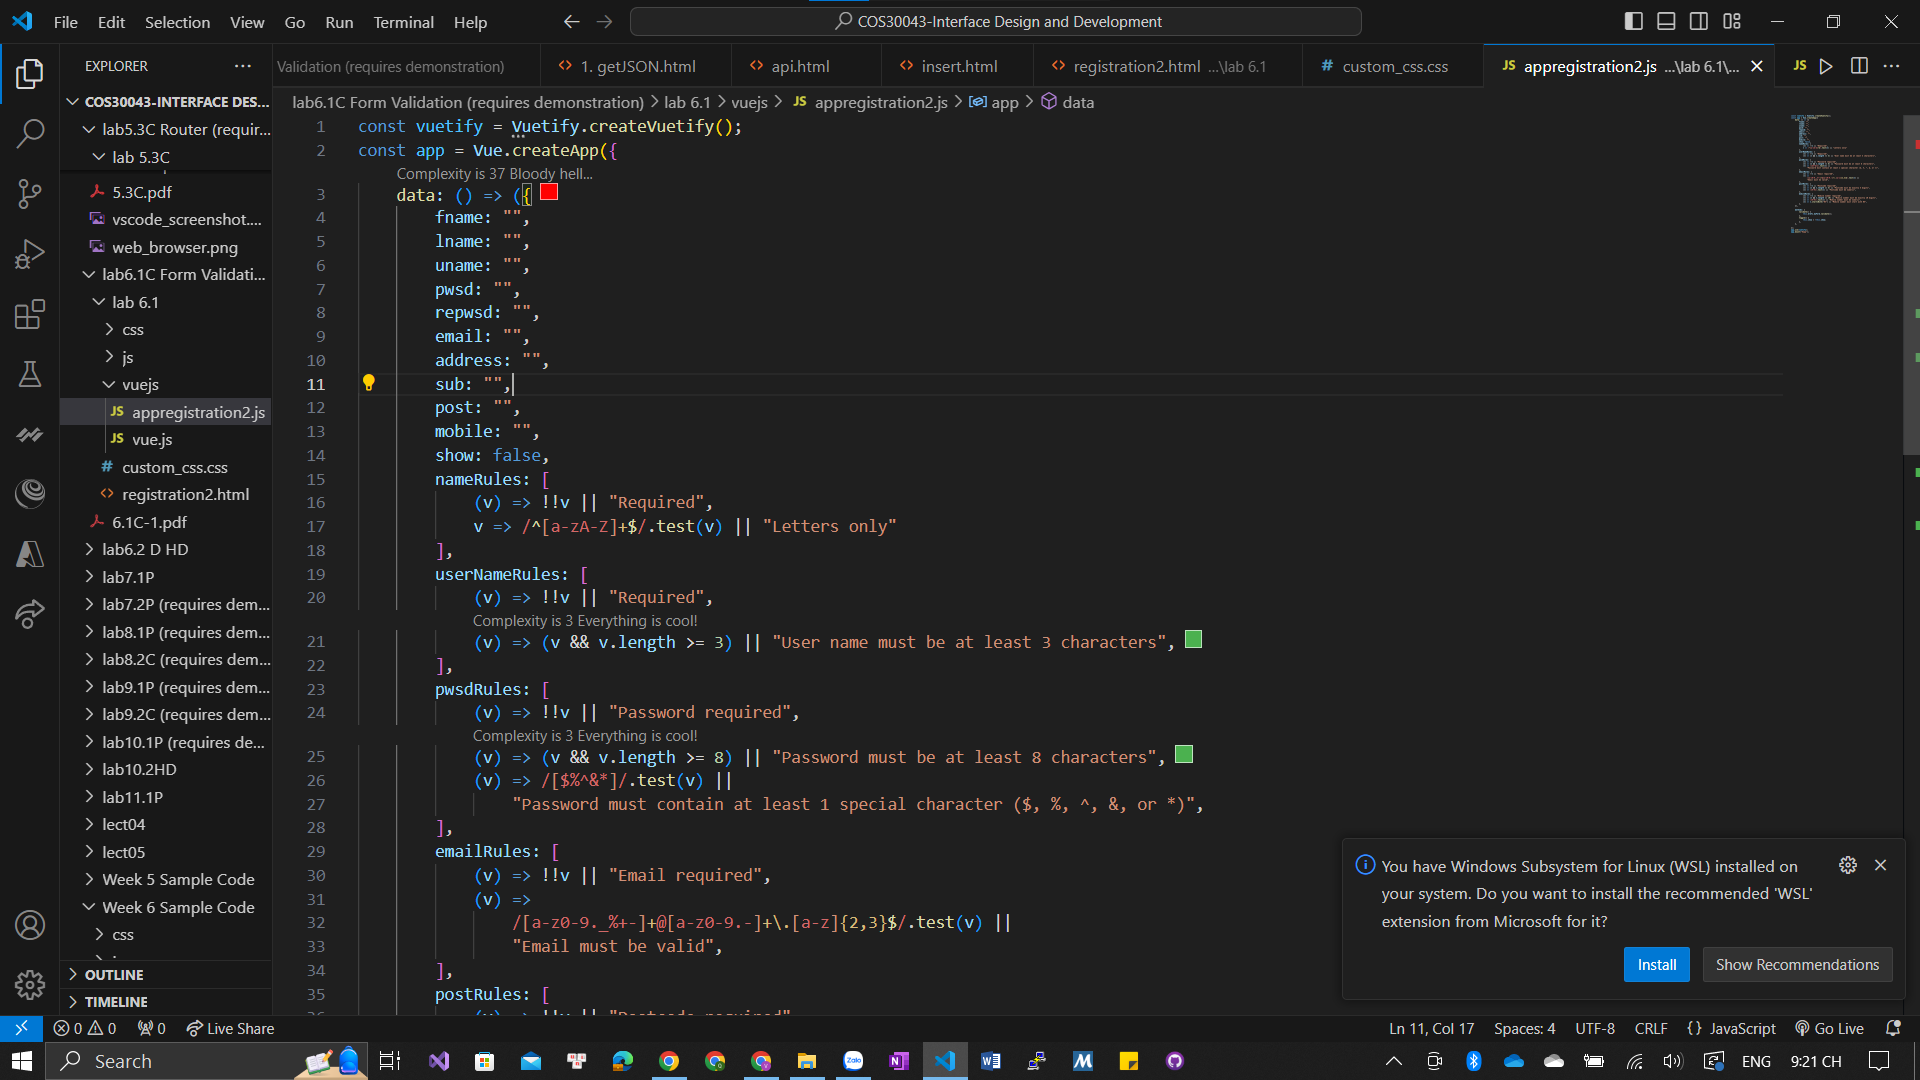 File Edit Selection View Go Run Terminal Help
COS30043-Interface Design and Development
EXPLORER
Validation (requires demonstration)
1. getJSON.html
api.html
insert.html
registration2.html ...\lab 6.1
custom_css.css
JS appregistration2.js ...\lab 6.1\...
JS
COS30043-INTERFACE DES...
lab5.3C Router (requir...
lab 5.3C
5.3C.pdf
vscode_screenshot....
web_browser.png
lab6.1C Form Validati...
lab 6.1
css
js
vuejs
JS appregistration2.js
JS vue.js
# custom_css.css
registration2.html
6.1C-1.pdf
lab6.2 D HD
lab7.1P
lab7.2P (requires dem...
lab8.1P (requires dem...
lab8.2C (requires dem...
lab9.1P (requires dem...
lab9.2C (requires dem...
lab10.1P (requires de...
lab10.2HD
lab11.1P
lect04
lect05
Week 5 Sample Code
Week 6 Sample Code
css
OUTLINE
TIMELINE
lab6.1C Form Validation (requires demonstration) > lab 6.1 > vuejs > JS appregistration2.js > app > data
1 const vuetify = Vuetify.createVuetify();
2 const app = Vue.createApp({
Complexity is 37 Bloody hell...
3 data: () => ({
4 fname: "",
5 lname: "",
6 uname: "",
7 pwsd: "",
8 repwsd: "",
9 email: "",
10 address: "",
11 sub: "",
12 post: "",
13 mobile: "",
14 show: false,
15 nameRules: [
16 (v) => !!v || "Required",
17 v => /^[a-zA-Z]+$/.test(v) || "Letters only"
18 ],
19 userNameRules: [
20 (v) => !!v || "Required",
Complexity is 3 Everything is cool!
21 (v) => (v && v.length >= 3) || "User name must be at least 3 characters",
22 ],
23 pwsdRules: [
24 (v) => !!v || "Password required",
Complexity is 3 Everything is cool!
25 (v) => (v && v.length >= 8) || "Password must be at least 8 characters",
26 (v) => /[$%^&*]/.test(v) ||
27 "Password must contain at least 1 special character ($, %, ^, &, or *)",
28 ],
29 emailRules: [
30 (v) => !!v || "Email required",
31 (v) =>
32 /[a-z0-9._%+-]+@[a-z0-9.-]+\.[a-z]{2,3}$/.test(v) ||
33 "Email must be valid",
34 ],
35 postRules: [
You have Windows Subsystem for Linux (WSL) installed on
your system. Do you want to install the recommended 'WSL'
extension from Microsoft for it?
Install
Show Recommendations
0 0 0 Live Share
Ln 11, Col 17 Spaces: 4 UTF-8 CRLF {} JavaScript Go Live
Search
Zalo
ENG 9:21 CH